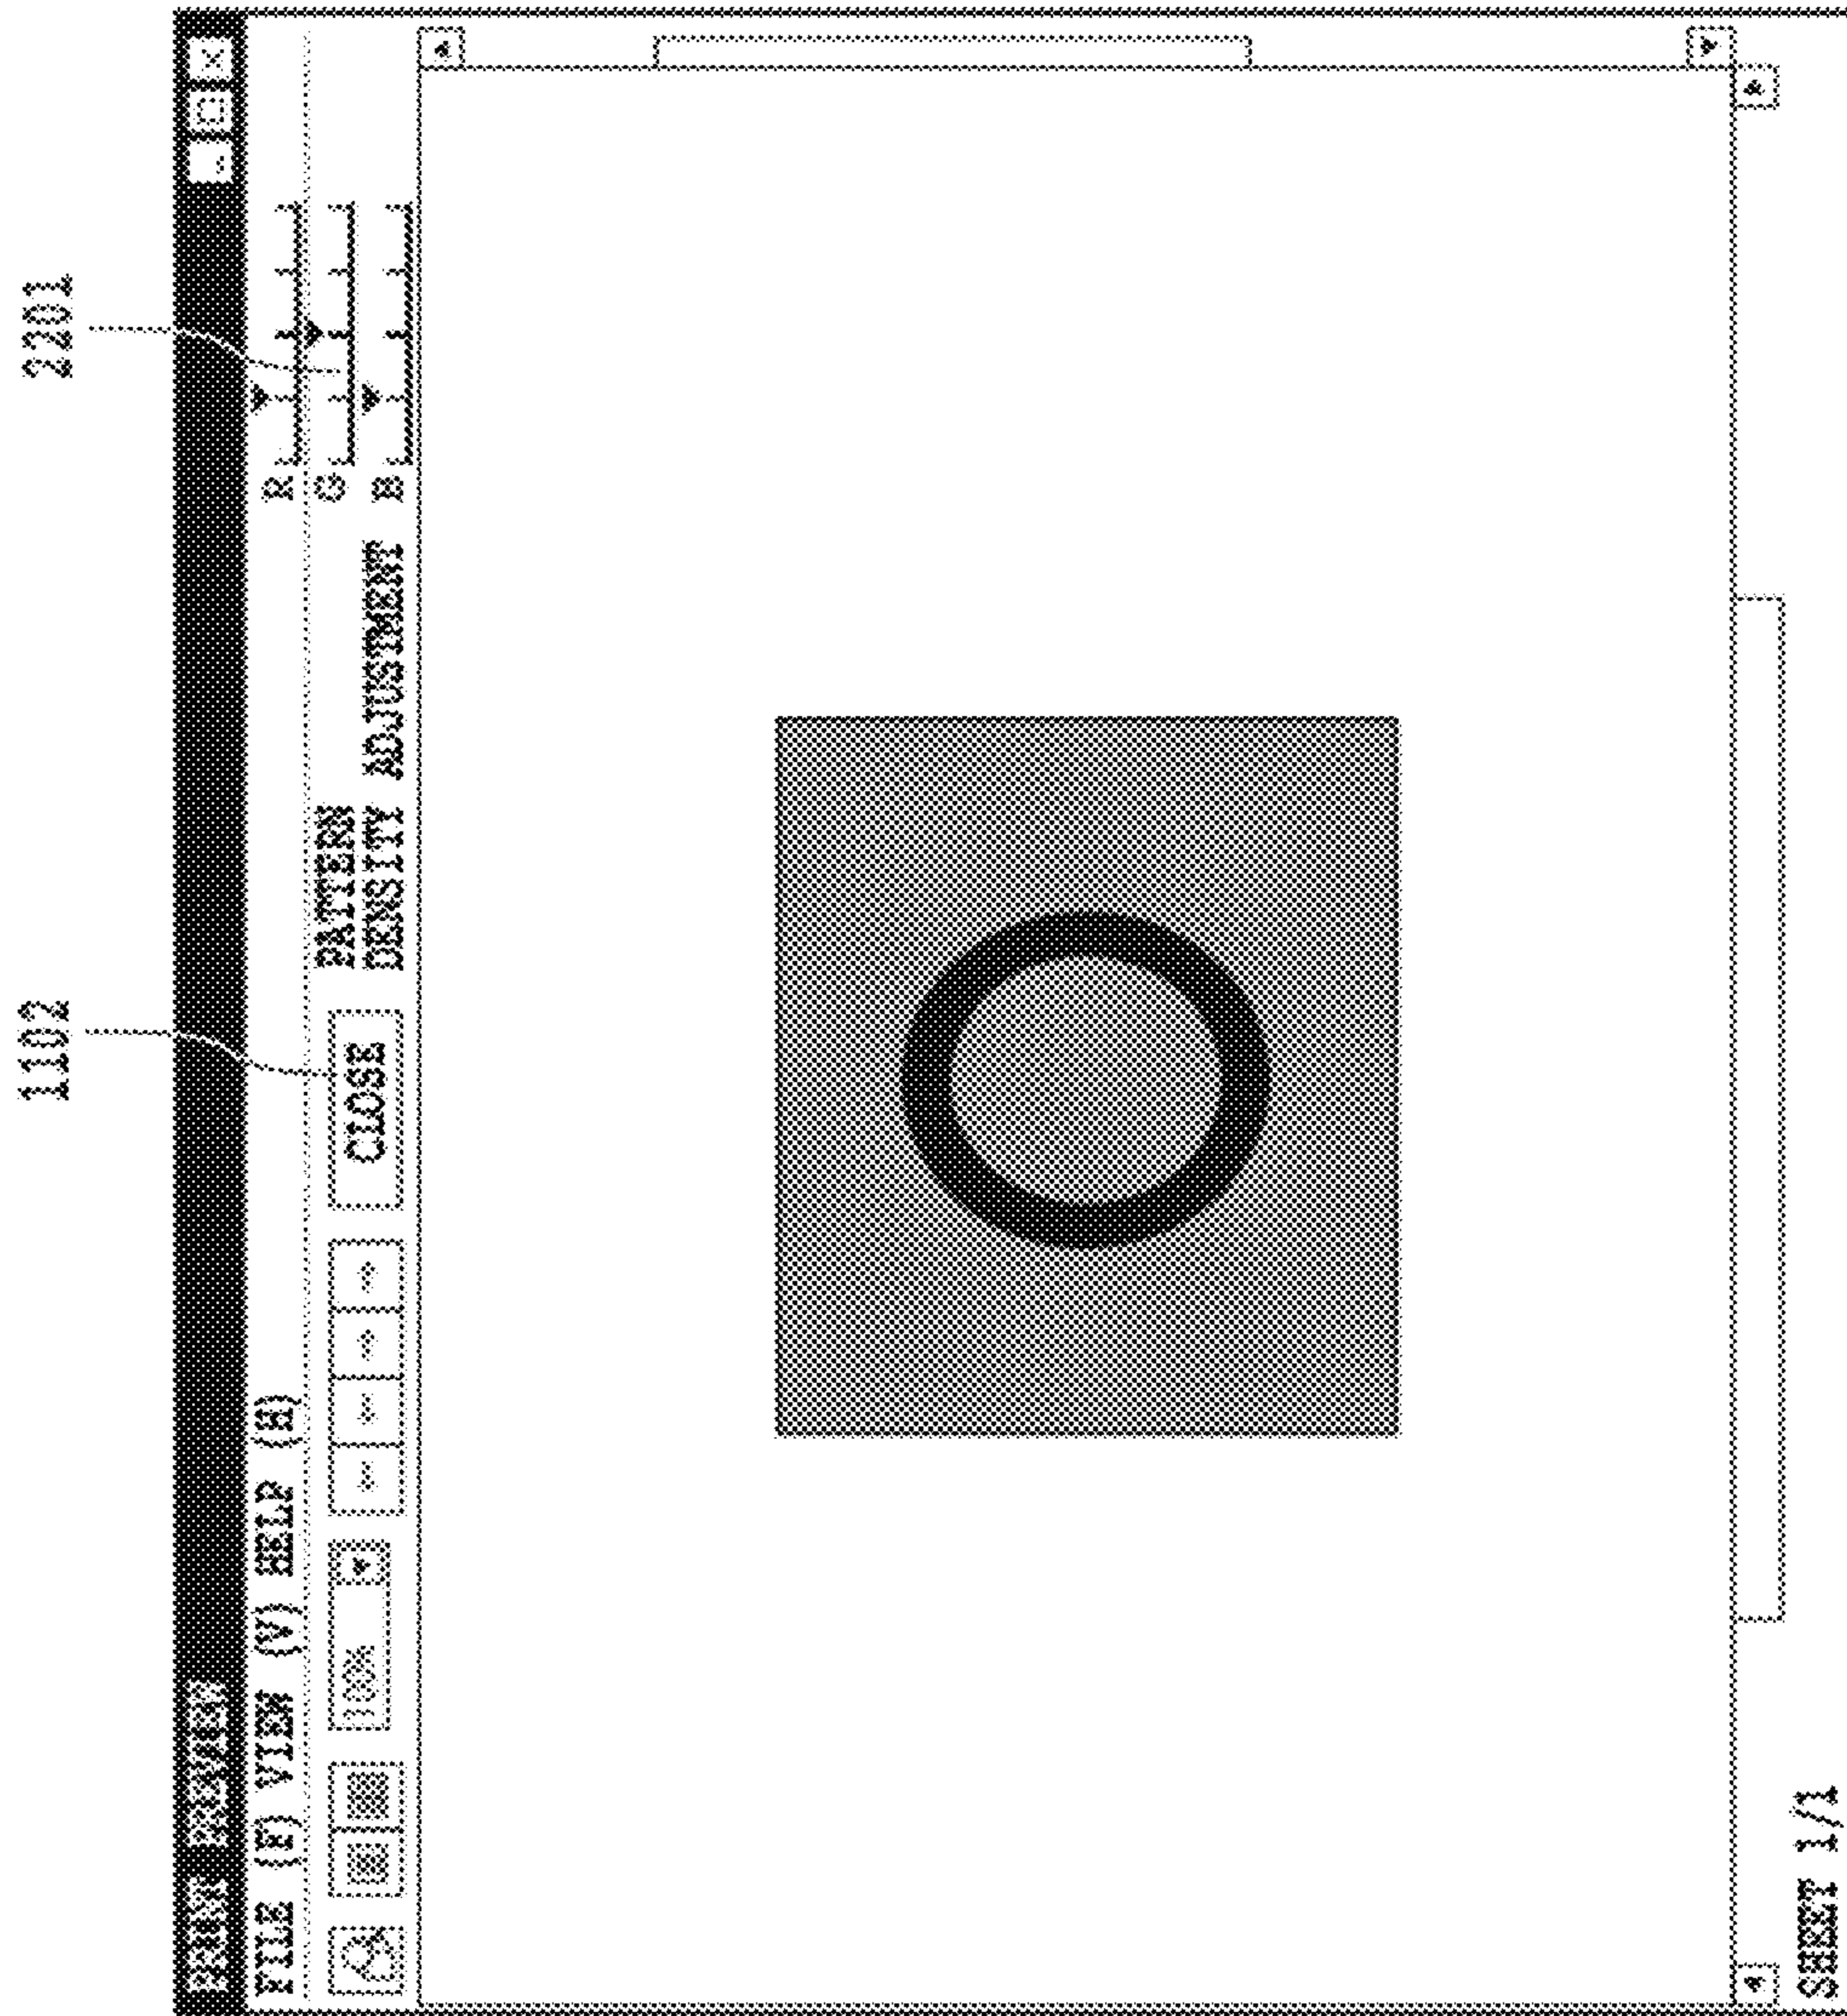 1102
2201
PRINT PREVIEW
FILE (F) VIEW (V) HELP (H)
100%
CLOSE
PATTERN
DENSITY ADJUSTMENT
R
G
B
SHEET 1/1